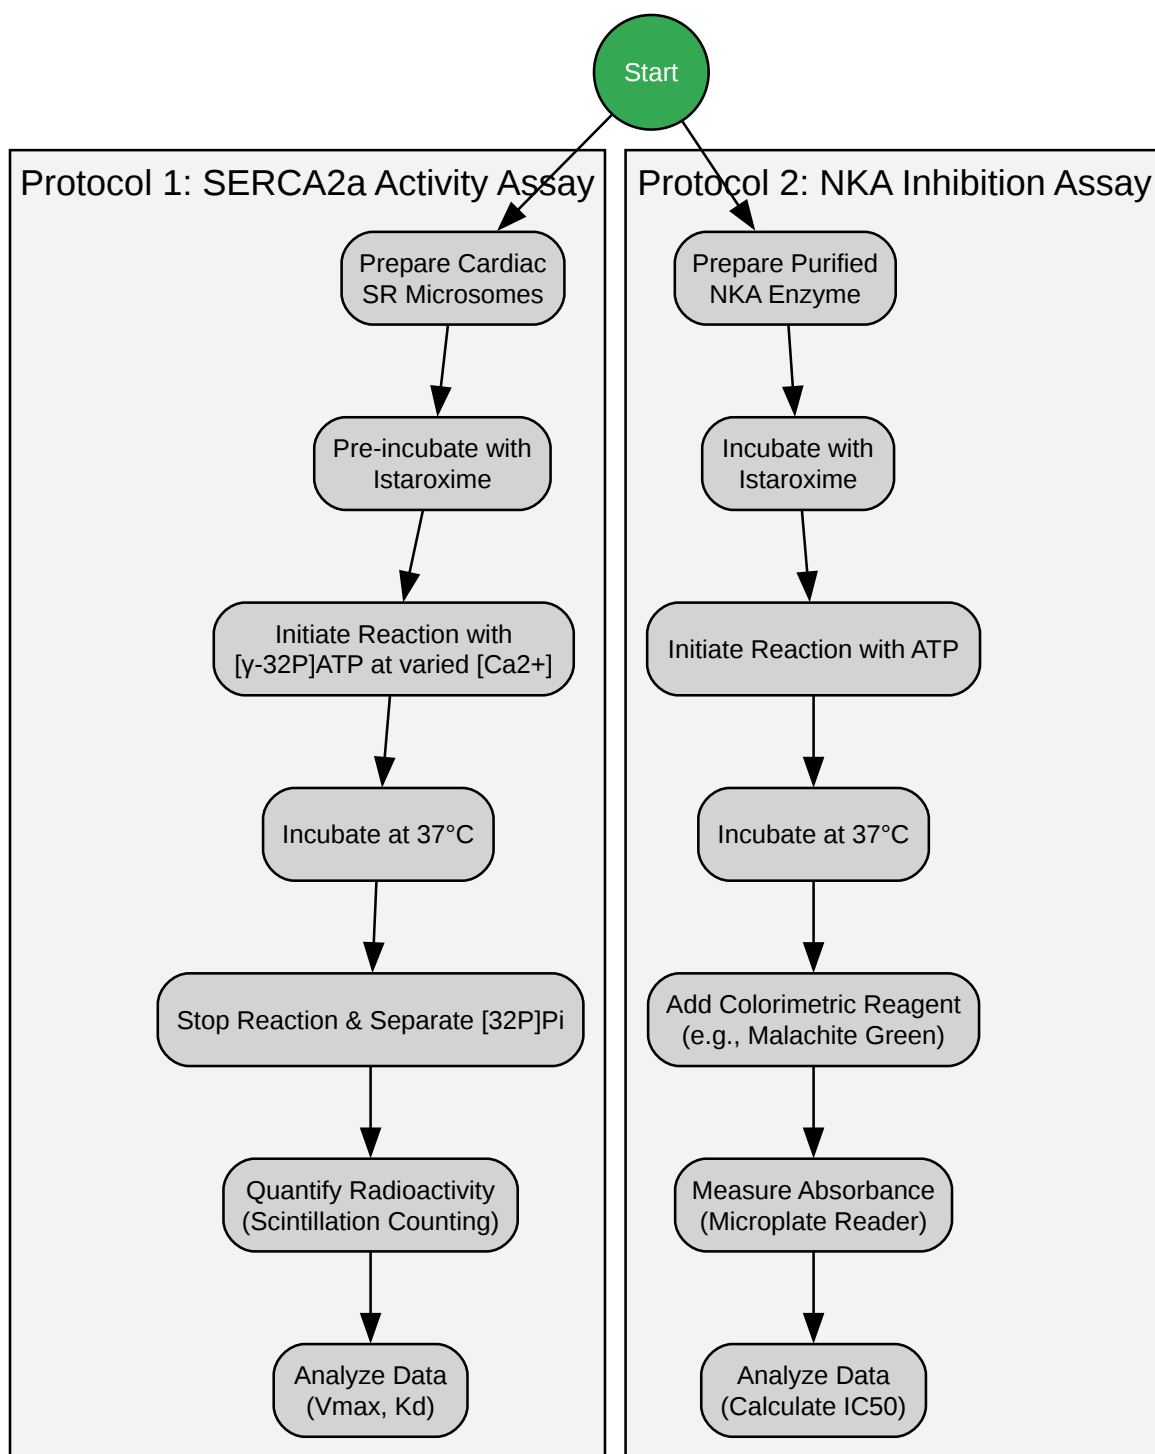 Start
Protocol 1: SERCA2a Activity Assay
Prepare Cardiac
SR Microsomes
Pre-incubate with
Istaroxime
Initiate Reaction with
[γ-32P]ATP at varied [Ca2+]
Incubate at 37°C
Stop Reaction & Separate [32P]Pi
Quantify Radioactivity
(Scintillation Counting)
Analyze Data
(Vmax, Kd)
Protocol 2: NKA Inhibition Assay
Prepare Purified
NKA Enzyme
Incubate with
Istaroxime
Initiate Reaction with ATP
Incubate at 37°C
Add Colorimetric Reagent
(e.g., Malachite Green)
Measure Absorbance
(Microplate Reader)
Analyze Data
(Calculate IC50)